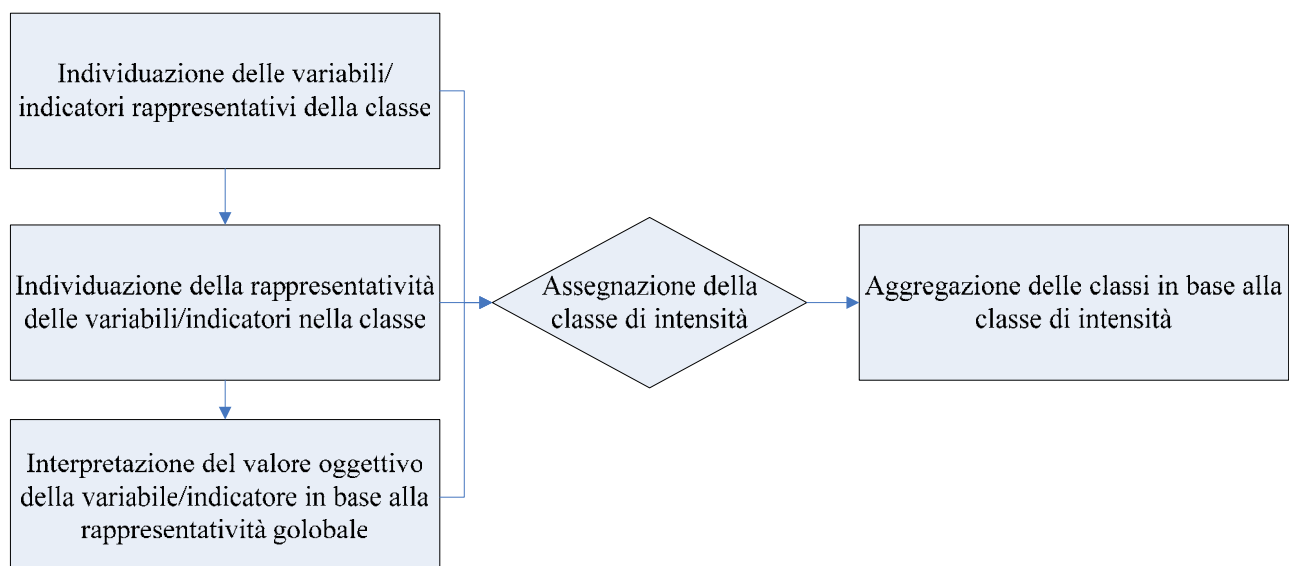 Individuazione delle variabili/
indicatori rappresentativi della classe
Individuazione della rappresentatività
delle variabili/indicatori nella classe
Interpretazione del valore oggettivo
della variabile/indicatore in base alla
rappresentatività golobale
Assegnazione della
classe di intensità
Aggregazione delle classi in base alla
classe di intensità